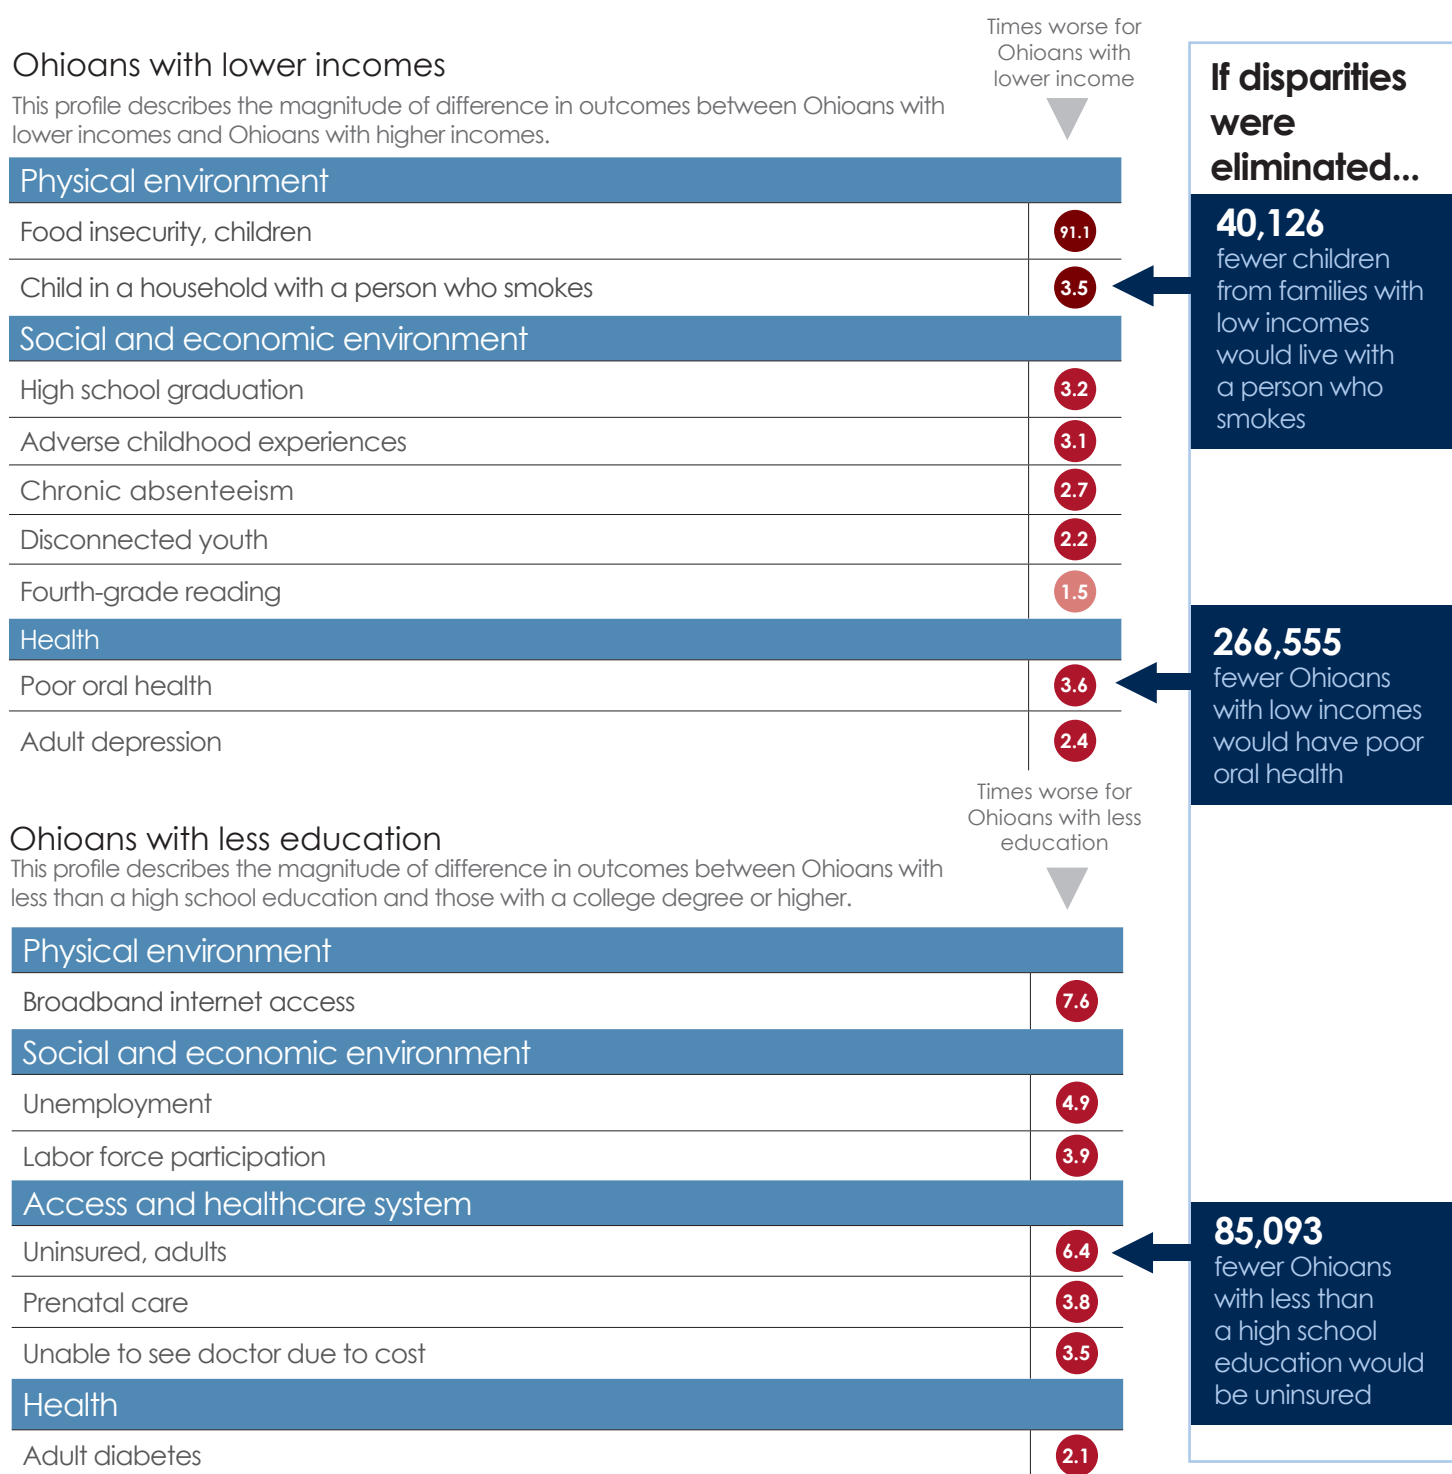 Times worse for
Ohioans with
lower income
Ohioans with lower incomes
This profile describes the magnitude of difference in outcomes between Ohioans with
lower incomes and Ohioans with higher incomes.
Physical environment
Food insecurity, children 91.1
Child in a household with a person who smokes 3.5
Social and economic environment
High school graduation 3.2
Adverse childhood experiences 3.1
Chronic absenteeism 2.7
Disconnected youth 2.2
Fourth-grade reading 1.5
Health
Poor oral health 3.6
Adult depression 2.4
Times worse for
Ohioans with less
education
Ohioans with less education
This profile describes the magnitude of difference in outcomes between Ohioans with
less than a high school education and those with a college degree or higher.
Physical environment
Broadband internet access 7.6
Social and economic environment
Unemployment 4.9
Labor force participation 3.9
Access and healthcare system
Uninsured, adults 6.4
Prenatal care 3.8
Unable to see doctor due to cost 3.5
Health
Adult diabetes 2.1
If disparities
were
eliminated...
40,126
fewer children
from families with
low incomes
would live with
a person who
smokes
266,555
fewer Ohioans
with low incomes
would have poor
oral health
85,093
fewer Ohioans
with less than
a high school
education would
be uninsured